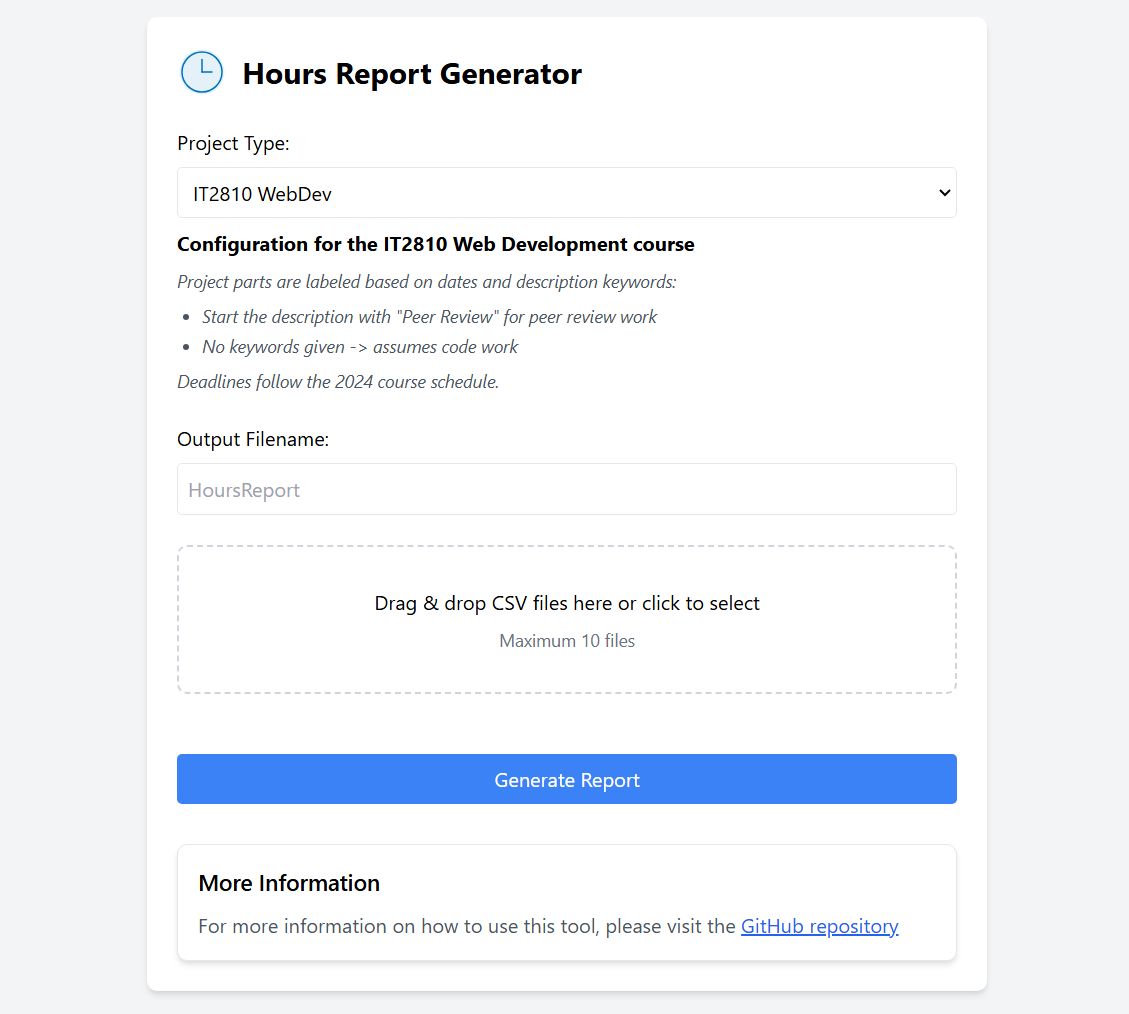 Hours Report Generator
Project Type:
IT2810 WebDev
Configuration for the IT2810 Web Development course
Project parts are labeled based on dates and description keywords:
Start the description with "Peer Review" for peer review work
No keywords given -> assumes code work
Deadlines follow the 2024 course schedule.
Output Filename:
HoursReport
Drag & drop CSV files here or click to select
Maximum 10 files
Generate Report
More Information
For more information on how to use this tool, please visit the GitHub repository